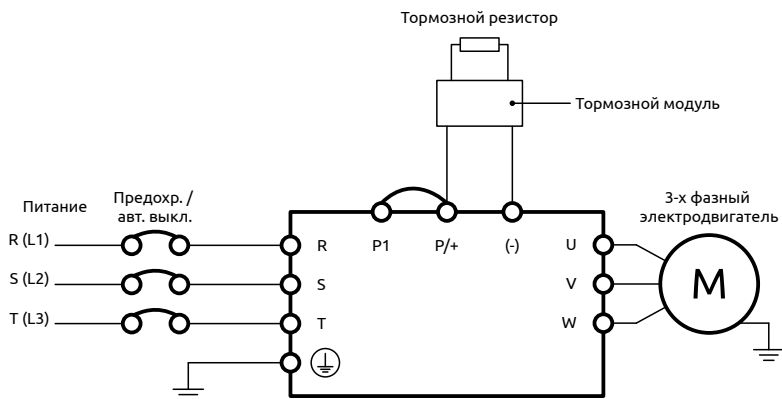 Тормозной резистор
Тормозной модуль
Питание
Предохр. /
авт. выкл.
3-х фазный
электродвигатель
R (L1)
S (L2)
T (L3)
R
S
T
P1
P/+
(-)
U
V
W
M